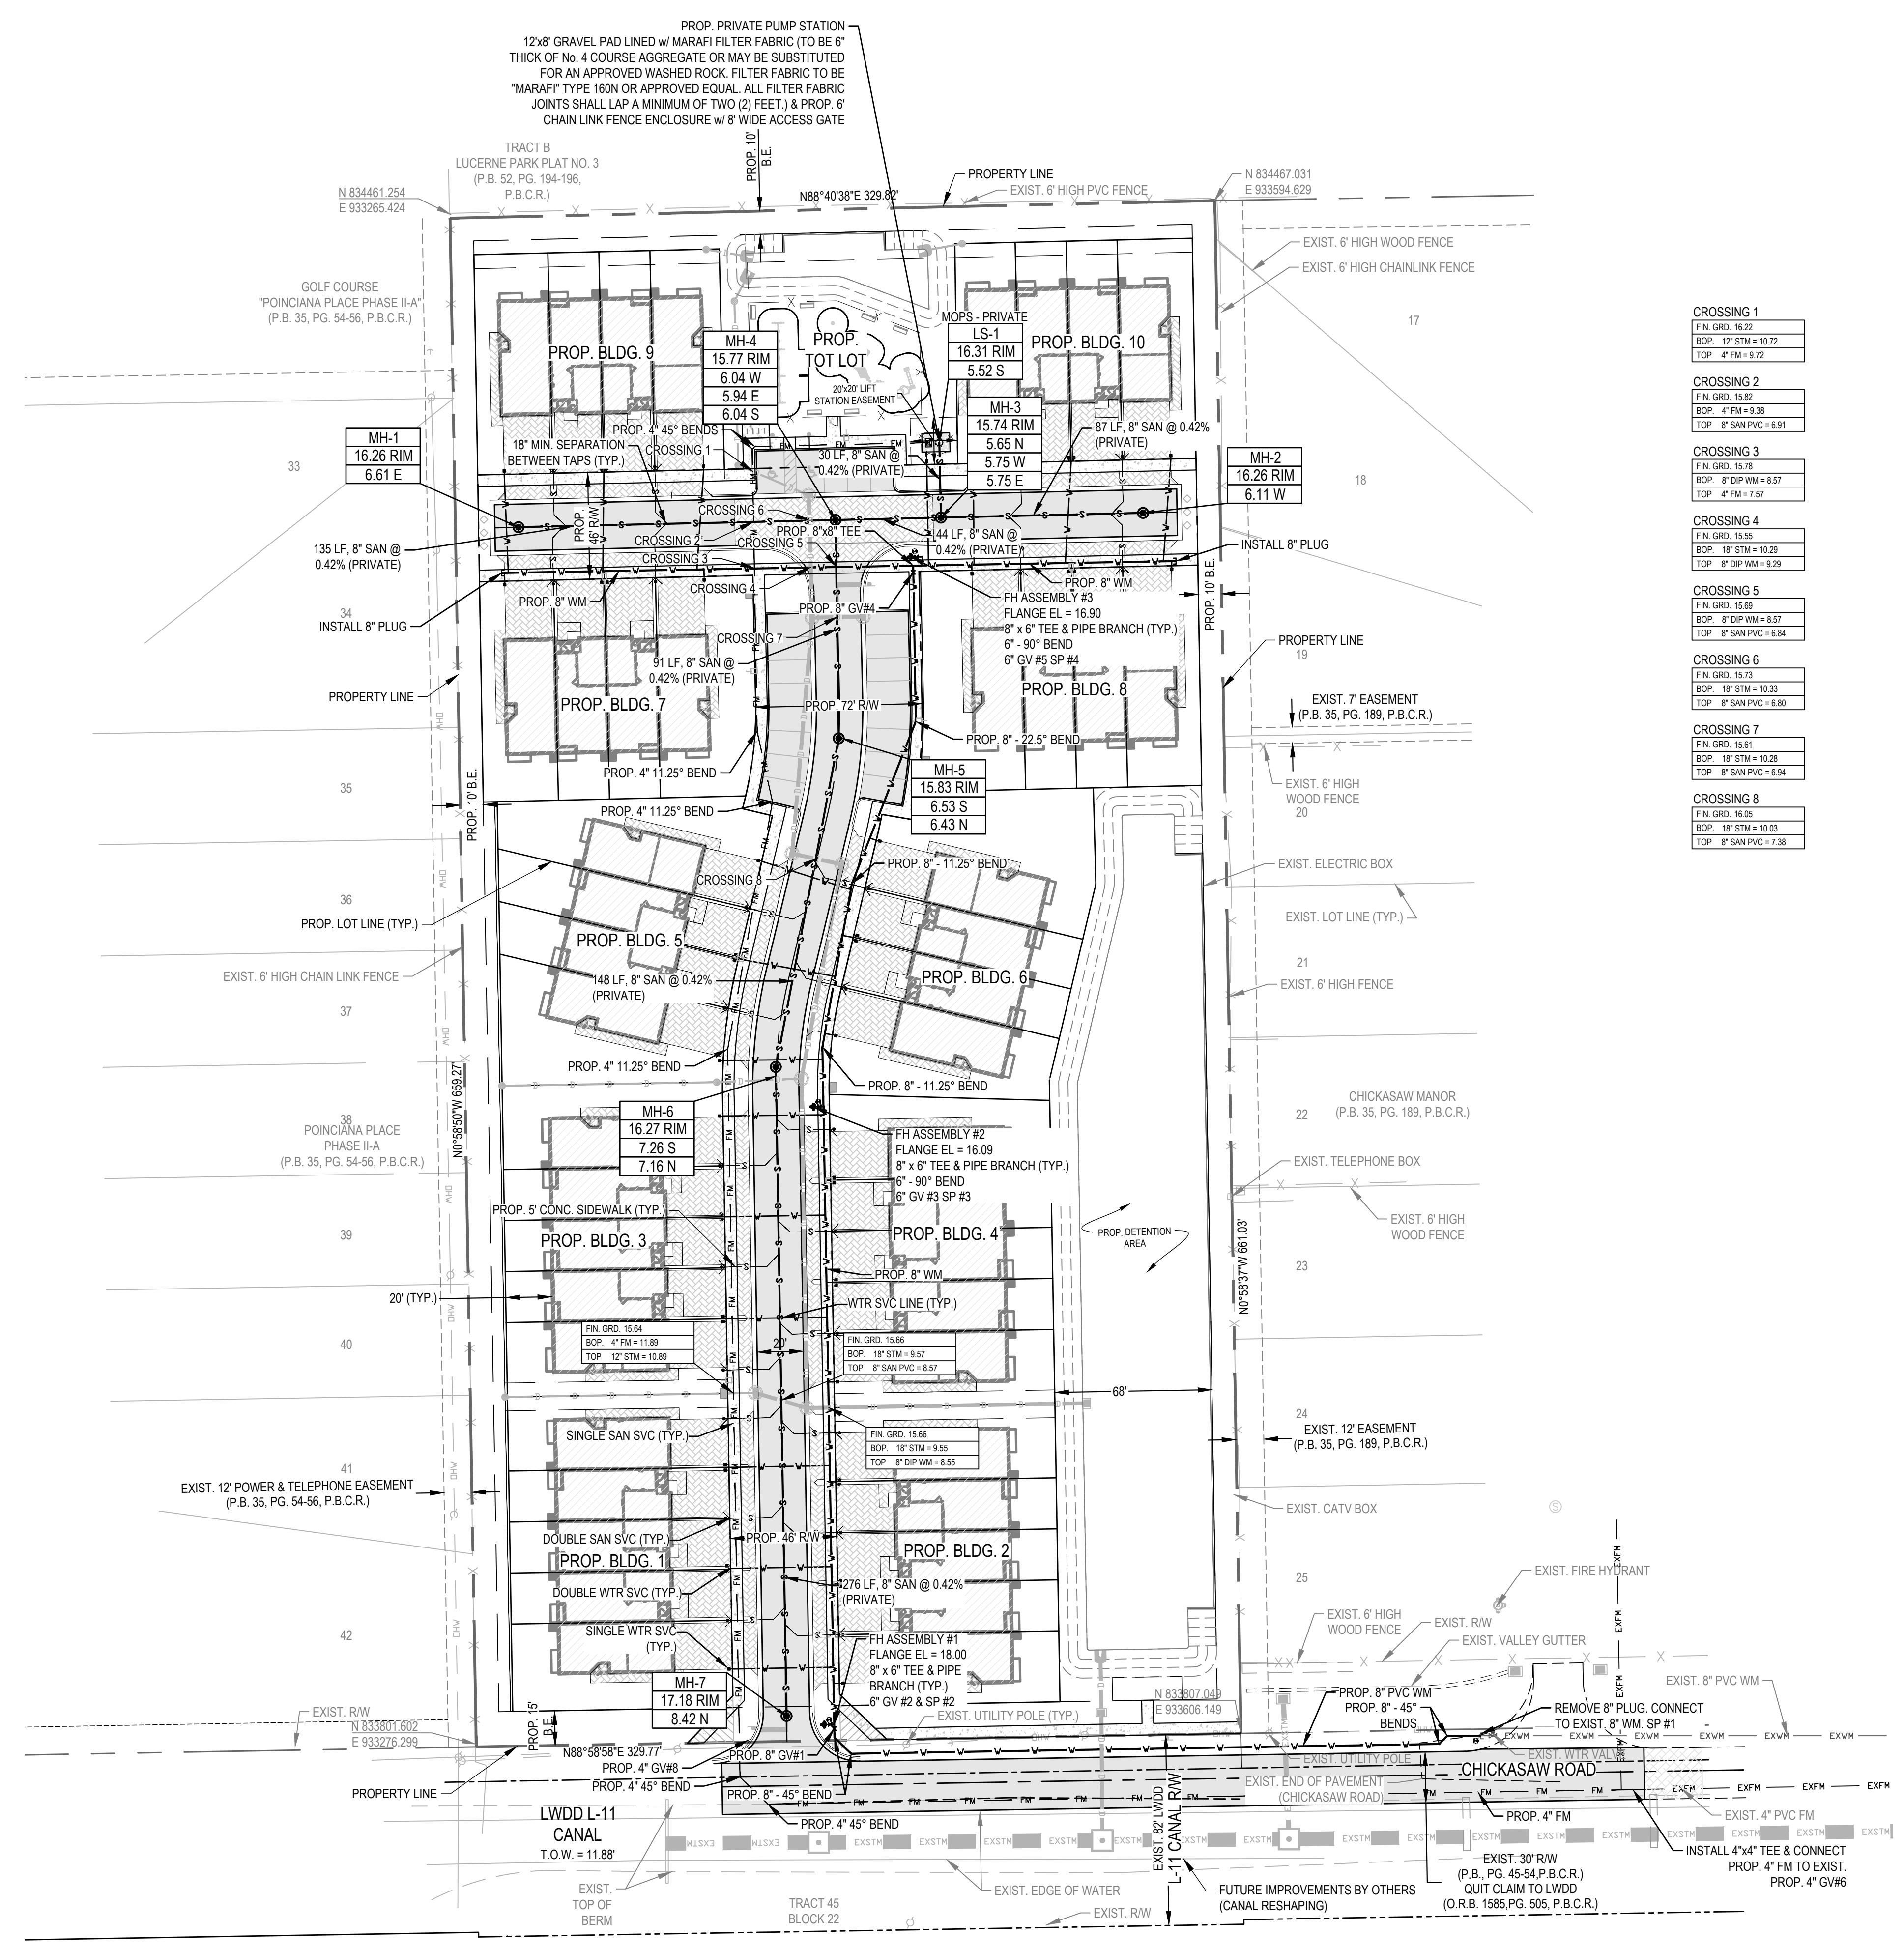 PROP. PRIVATE PUMP STATION
12'x8' GRAVEL PAD LINED w/ MARAFI FILTER FABRIC (TO BE 6"
THICK OF No. 4 COURSE AGGREGATE OR MAY BE SUBSTITUTED
FOR AN APPROVED WASHED ROCK. FILTER FABRIC TO BE
"MARAFI" TYPE 160N OR APPROVED EQUAL. ALL FILTER FABRIC
JOINTS SHALL LAP A MINIMUM OF TWO (2) FEET.) & PROP. 6'
CHAIN LINK FENCE ENCLOSURE w/ 8' WIDE ACCESS GATE
PROP. 10'
B.E.
TRACT B
LUCERNE PARK PLAT NO. 3
(P.B. 52, PG. 194-196,
P.B.C.R.)
N 834461.254
E 933265.424
N88°40'38"E 329.82'
PROPERTY LINE
EXIST. 6' HIGH PVC FENCE
N 834467.031
E 933594.629
EXIST. 6' HIGH WOOD FENCE
EXIST. 6' HIGH CHAINLINK FENCE
GOLF COURSE
"POINCIANA PLACE PHASE II-A"
(P.B. 35, PG. 54-56, P.B.C.R.)
17
CROSSING 1
FIN. GRD. 16.22
BOP. 12" STM = 10.72
TOP 4" FM = 9.72
CROSSING 2
FIN. GRD. 15.82
BOP. 4" FM = 9.38
TOP 8" SAN PVC = 6.91
CROSSING 3
FIN. GRD. 15.78
BOP. 8" DIP WM = 8.57
TOP 4" FM = 7.57
CROSSING 4
FIN. GRD. 15.55
BOP. 18" STM = 10.29
TOP 8" DIP WM = 9.29
CROSSING 5
FIN. GRD. 15.69
BOP. 8" DIP WM = 8.57
TOP 8" SAN PVC = 6.84
CROSSING 6
FIN. GRD. 15.73
BOP. 18" STM = 10.33
TOP 8" SAN PVC = 6.80
CROSSING 7
FIN. GRD. 15.61
BOP. 18" STM = 10.28
TOP 8" SAN PVC = 6.94
CROSSING 8
FIN. GRD. 16.05
BOP. 18" STM = 10.03
TOP 8" SAN PVC = 7.38
PROP. BLDG. 9
MH-4
15.77 RIM
6.04 W
5.94 E
6.04 S
PROP.
TOT LOT
20'x20' LIFT
STATION EASEMENT
MOPS - PRIVATE
LS-1
16.31 RIM
5.52 S
PROP. BLDG. 10
MH-3
15.74 RIM
5.65 N
5.75 W
5.75 E
87 LF, 8" SAN @ 0.42%
(PRIVATE)
MH-2
16.26 RIM
6.11 W
MH-1
16.26 RIM
6.61 E
33
18
PROP. 4" 45° BENDS
18" MIN. SEPARATION
BETWEEN TAPS (TYP.)
CROSSING 1
30 LF, 8" SAN @
0.42% (PRIVATE)
PROP.
46' R/W
CROSSING 6
PROP. 8"x8" TEE
CROSSING 2
CROSSING 5
44 LF, 8" SAN @
0.42% (PRIVATE)
135 LF, 8" SAN @
0.42% (PRIVATE)
CROSSING 3
CROSSING 4
INSTALL 8" PLUG
PROP. 8" WM
PROP. 8" WM
34
INSTALL 8" PLUG
PROP. 8" GV#4
FH ASSEMBLY #3
FLANGE EL = 16.90
8" x 6" TEE & PIPE BRANCH (TYP.)
6" - 90° BEND
6" GV #5 SP #4
PROP. 10' B.E.
CROSSING 7
91 LF, 8" SAN @
0.42% (PRIVATE)
PROPERTY LINE
19
PROPERTY LINE
PROP. BLDG. 7
PROP. 72' R/W
PROP. BLDG. 8
EXIST. 7' EASEMENT
(P.B. 35, PG. 189, P.B.C.R.)
PROP. 8" - 22.5° BEND
PROP. 4" 11.25° BEND
MH-5
15.83 RIM
6.53 S
6.43 N
35
PROP. 10' B.E.
PROP. 4" 11.25° BEND
EXIST. 6' HIGH
WOOD FENCE
20
PROP. 8" - 11.25° BEND
CROSSING 8
EXIST. ELECTRIC BOX
36
PROP. LOT LINE (TYP.)
EXIST. LOT LINE (TYP.)
PROP. BLDG. 5
PROP. BLDG. 6
21
EXIST. 6' HIGH CHAIN LINK FENCE
148 LF, 8" SAN @ 0.42%
(PRIVATE)
EXIST. 6' HIGH FENCE
37
PROP. 4" 11.25° BEND
PROP. 8" - 11.25° BEND
N0°58'50"W 659.27'
MH-6
16.27 RIM
7.26 S
7.16 N
CHICKASAW MANOR
(P.B. 35, PG. 189, P.B.C.R.)
22
38
POINCIANA PLACE
PHASE II-A
(P.B. 35, PG. 54-56, P.B.C.R.)
FH ASSEMBLY #2
FLANGE EL = 16.09
8" x 6" TEE & PIPE BRANCH (TYP.)
6" - 90° BEND
6" GV #3 SP #3
EXIST. TELEPHONE BOX
PROP. 5' CONC. SIDEWALK (TYP.)
PROP. BLDG. 3
PROP. BLDG. 4
PROP. DETENTION
AREA
EXIST. 6' HIGH
WOOD FENCE
39
N0°58'37"W 661.03'
23
PROP. 8" WM
20' (TYP.)
WTR SVC LINE (TYP.)
FIN. GRD. 15.64
BOP. 4" FM = 11.89
TOP 12" STM = 10.89
20'
FIN. GRD. 15.66
BOP. 18" STM = 9.57
TOP 8" SAN PVC = 8.57
40
68'
24
EXIST. 12' EASEMENT
(P.B. 35, PG. 189, P.B.C.R.)
SINGLE SAN SVC (TYP.)
FIN. GRD. 15.66
BOP. 18" STM = 9.55
TOP 8" DIP WM = 8.55
41
EXIST. 12' POWER & TELEPHONE EASEMENT
(P.B. 35, PG. 54-56, P.B.C.R.)
EXIST. CATV BOX
S
DOUBLE SAN SVC (TYP.)
PROP. 46' R/W
PROP. BLDG. 1
PROP. BLDG. 2
DOUBLE WTR SVC (TYP.)
276 LF, 8" SAN @ 0.42%
(PRIVATE)
25
EXIST. FIRE HYDRANT
42
SINGLE WTR SVC
(TYP.)
FH ASSEMBLY #1
FLANGE EL = 18.00
8" x 6" TEE & PIPE
BRANCH (TYP.)
6" GV #2 & SP #2
EXIST. 6' HIGH
WOOD FENCE
EXIST. R/W
EXIST. VALLEY GUTTER
EXIST. 8" PVC WM
MH-7
17.18 RIM
8.42 N
N 833807.049
E 933606.149
PROP. 8" PVC WM
PROP. 8" - 45°
BENDS
REMOVE 8" PLUG. CONNECT
TO EXIST. 8" WM. SP #1
EXIST. R/W
N 833801.602
E 933276.299
PROP. 15'
B.E.
EXIST. UTILITY POLE (TYP.)
N88°58'58"E 329.77'
PROP. 8" GV#1
PROP. 4" GV#8
PROP. 4" 45° BEND
PROP. 8" - 45° BEND
EXIST. UTILITY POLE
EXIST. WTR VALVE
CHICKASAW ROAD
EXIST. END OF PAVEMENT
(CHICKASAW ROAD)
PROPERTY LINE
PROP. 4" 45° BEND
LWDD L-11
CANAL
T.O.W. = 11.88'
PROP. 4" FM
EXIST. 4" PVC FM
EXIST. 82' LWDD
L-11 CANAL R/W
INSTALL 4"x4" TEE & CONNECT
PROP. 4" FM TO EXIST.
PROP. 4" GV#6
EXIST. 30' R/W
(P.B., PG. 45-54,P.B.C.R.)
QUIT CLAIM TO LWDD
(O.R.B. 1585,PG. 505, P.B.C.R.)
EXIST.
TOP OF
BERM
TRACT 45
BLOCK 22
EXIST. EDGE OF WATER
FUTURE IMPROVEMENTS BY OTHERS
(CANAL RESHAPING)
EXIST. R/W